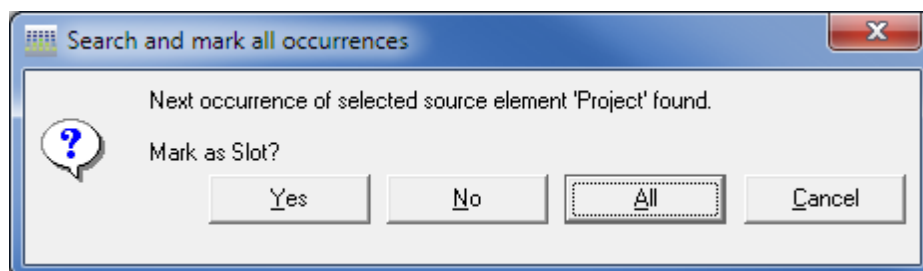 Search and mark all occurrences
X
Next occurrence of selected source element 'Project' found.
?
Mark as Slot?
Yes No All Cancel